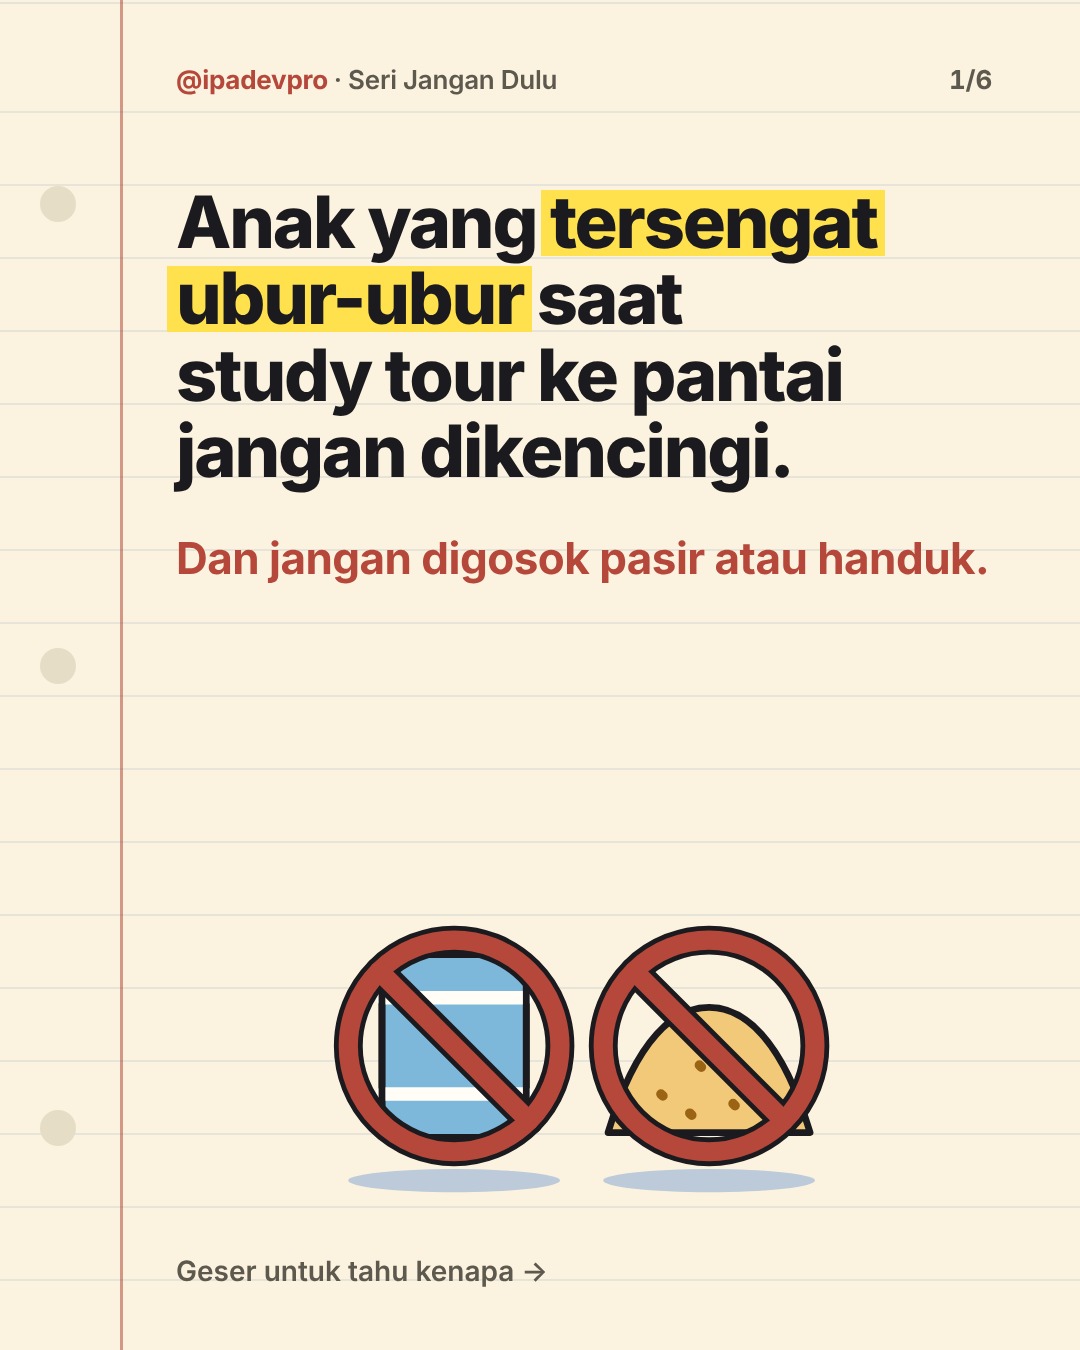 @ipadevpro · Seri Jangan Dulu
1/6
Anak yang tersengat
ubur-ubur saat
study tour ke pantai
jangan dikencingi.
Dan jangan digosok pasir atau handuk.
Geser untuk tahu kenapa →